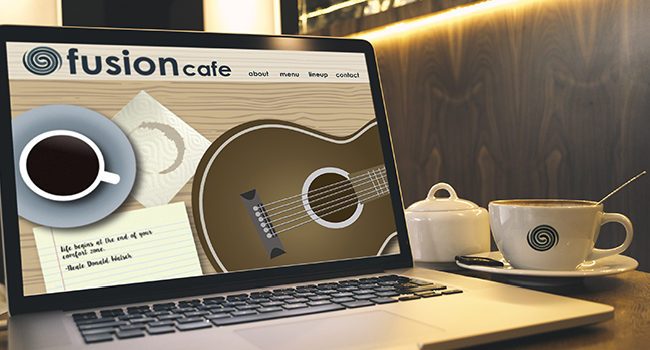 fusion cafe
about menu lineup contact
life begins at the end of your
comfort zone.
-Neale Donald Walsch